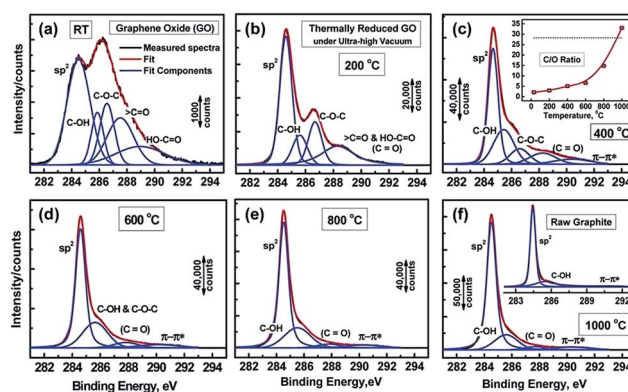 (a) RT Graphene Oxide (GO)
Measured spectra
Fit
Fit Components
sp²
C-O-C
>C=O
C-OH
HO-C=O
1000
counts
Intensity/counts
282 284 286 288 290 292 294
(b) Thermally Reduced GO
under Ultra-high Vacuum
200 °C
sp²
C-O-C
C-OH
>C=O & HO-C=O
(C = O)
20,000
counts
282 284 286 288 290 292 294
(c)
35
30
25
20
15
10
5
0
C/O Ratio
0 200 400 600 800 1000
Temperature, °C
40,000
counts
sp²
400 °C
C-OH
C-O-C
(C = O)
π-π*
282 284 286 288 290 292 294
(d) 600 °C
sp²
40,000
counts
C-OH & C-O-C
(C = O)
π-π*
Intensity/counts
282 284 286 288 290 292 294
Binding Energy, eV
(e) 800 °C
sp²
40,000
counts
C-OH
(C = O)
π-π*
282 284 286 288 290 292 294
Binding Energy,eV
(f) Raw Graphite
sp²
C-OH
π-π*
283 286 289 292
sp²
50,000
counts
C-OH
(C = O)
1000 °C
π-π*
282 284 286 288 290 292 294
Binding Energy, eV